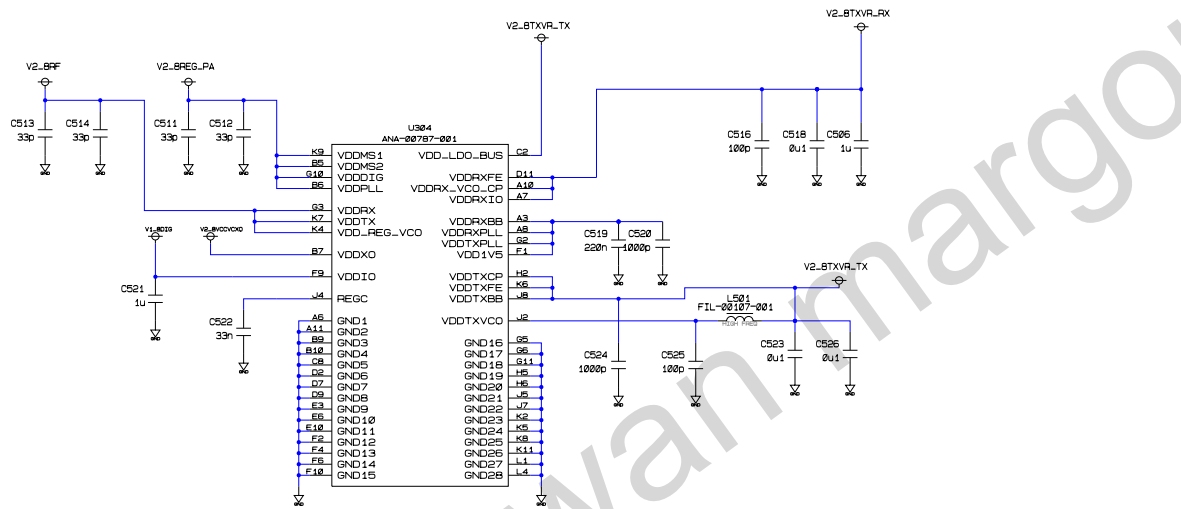 V2_8TXVR_TX
V2_8TXVR_RX
V2_8RF
V2_8REG_PA
C513
33p
C514
33p
C511
33p
C512
33p
C516
100p
C518
0u1
C506
1u
U304
ANA-00787-001
K9 VDDMS1
B5 VDDMS2
G10 VDDDIG
B6 VDDPLL
G3 VDDRX
K7 VDDTX
K4 VDD_REG_VCO
B7 VDDXO
F9 VDDIO
J4 REGC
A6 GND1
A11 GND2
B9 GND3
B10 GND4
C8 GND5
D2 GND6
D7 GND7
D9 GND8
E3 GND9
E6 GND10
E10 GND11
F2 GND12
F4 GND13
F6 GND14
F10 GND15
VDD_LDO_BUS C2
VDDRXFE D11
VDDRX_VCO_CP A10
VDDRXIO A7
VDDRXBB A3
VDDRXPLL A8
VDDTXPLL G2
VDD1V5 F1
VDDTXCP H2
VDDTXFE K6
VDDTXBB J8
VDDTXVCO J2
GND16 G5
GND17 G6
GND18 G11
GND19 H5
GND20 H6
GND21 J5
GND22 J7
GND23 K2
GND24 K5
GND25 K8
GND26 K11
GND27 L1
GND28 L4
V1_8DIG
V2_8VCCVCXO
C521
1u
C522
33n
C519
220n
C520
1000p
V2_8TXVR_TX
L501
FIL-00107-001
HIGH FREQ
C524
1000p
C525
100p
C523
0u1
C526
0u1
wan margo